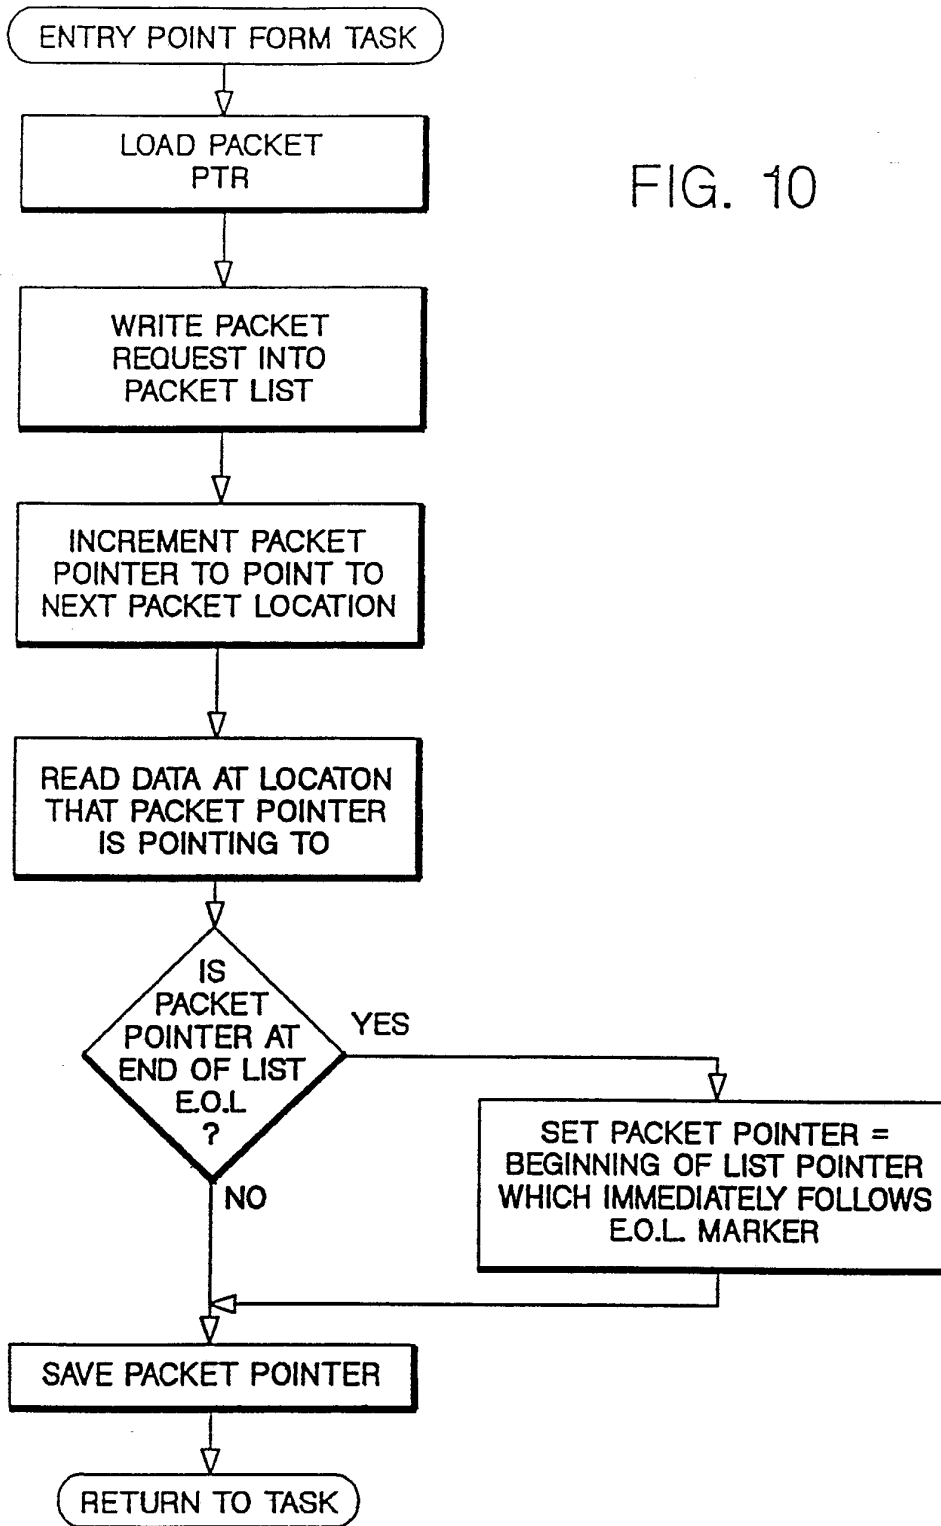 ENTRY POINT FORM TASK
LOAD PACKET
PTR
FIG. 10
WRITE PACKET
REQUEST INTO
PACKET LIST
INCREMENT PACKET
POINTER TO POINT TO
NEXT PACKET LOCATION
READ DATA AT LOCATON
THAT PACKET POINTER
IS POINTING TO
IS
PACKET
POINTER AT
END OF LIST
E.O.L
?
YES
NO
SET PACKET POINTER =
BEGINNING OF LIST POINTER
WHICH IMMEDIATELY FOLLOWS
E.O.L. MARKER
SAVE PACKET POINTER
RETURN TO TASK